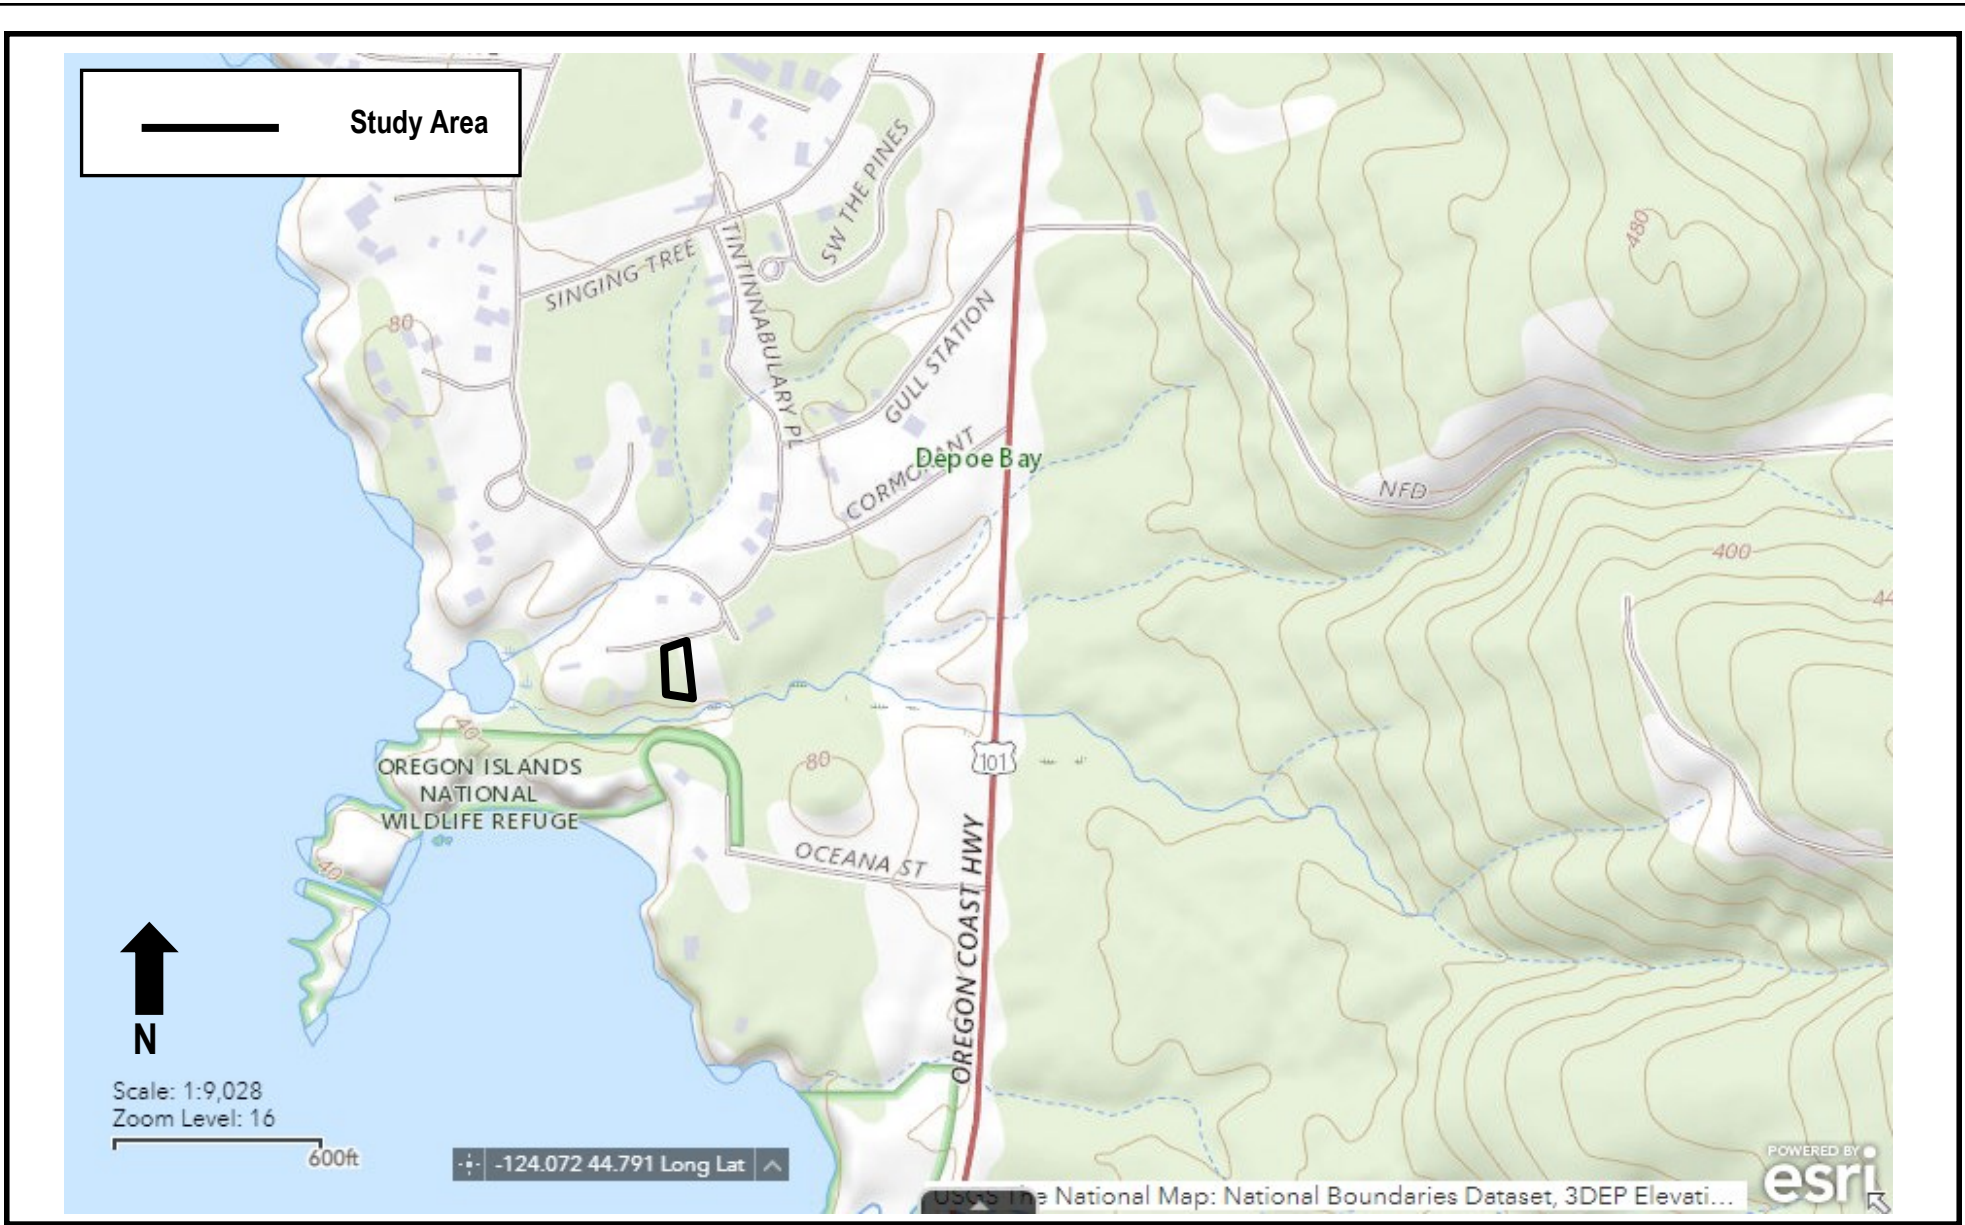 Study Area
SW THE PINES
SINGING TREE
TINTINNABULARY PL
480
80
GULL STATION
Depoe Bay
CORMORANT
NFD
400
44
40
OREGON ISLANDS
NATIONAL
WILDLIFE REFUGE
80
101
40
OCEANA ST
OREGON COAST HWY
N
Scale: 1:9,028
Zoom Level: 16
600ft
-124.072 44.791 Long Lat
POWERED BY
esri
USGS The National Map: National Boundaries Dataset, 3DEP Elevati...